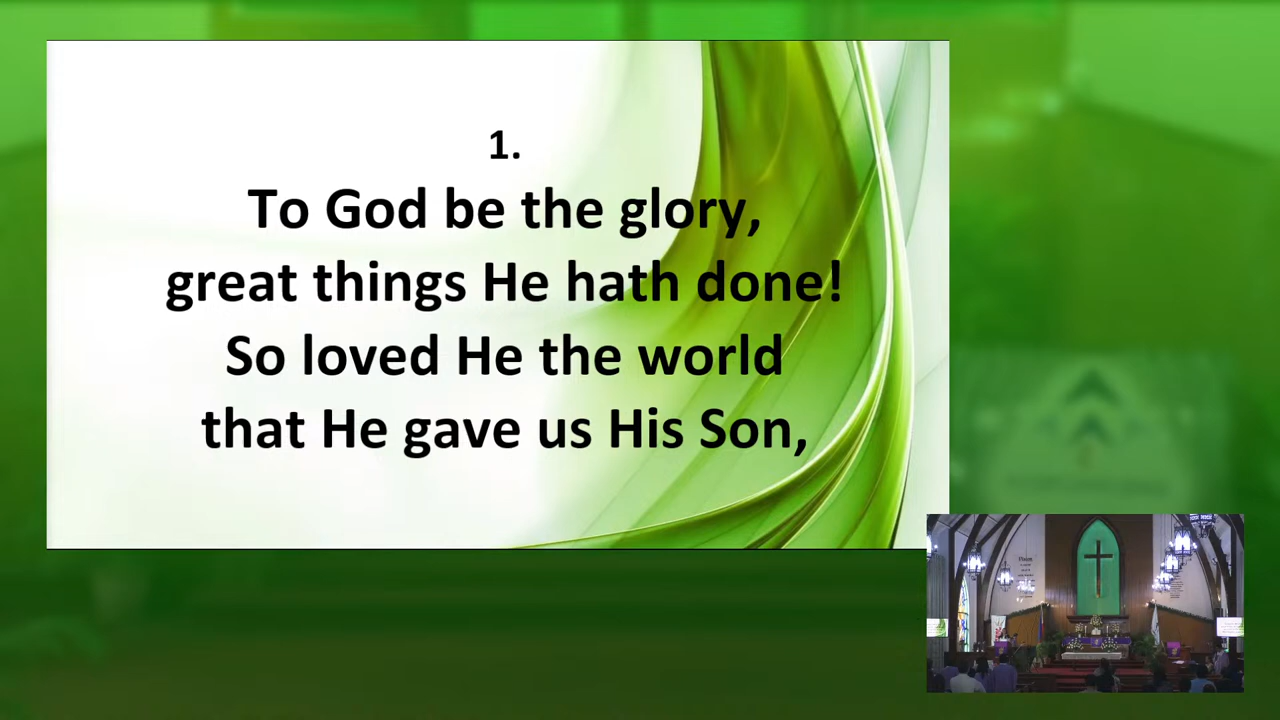 1.
To God be the glory,
great things He hath done!
So loved He the world
that He gave us His Son,